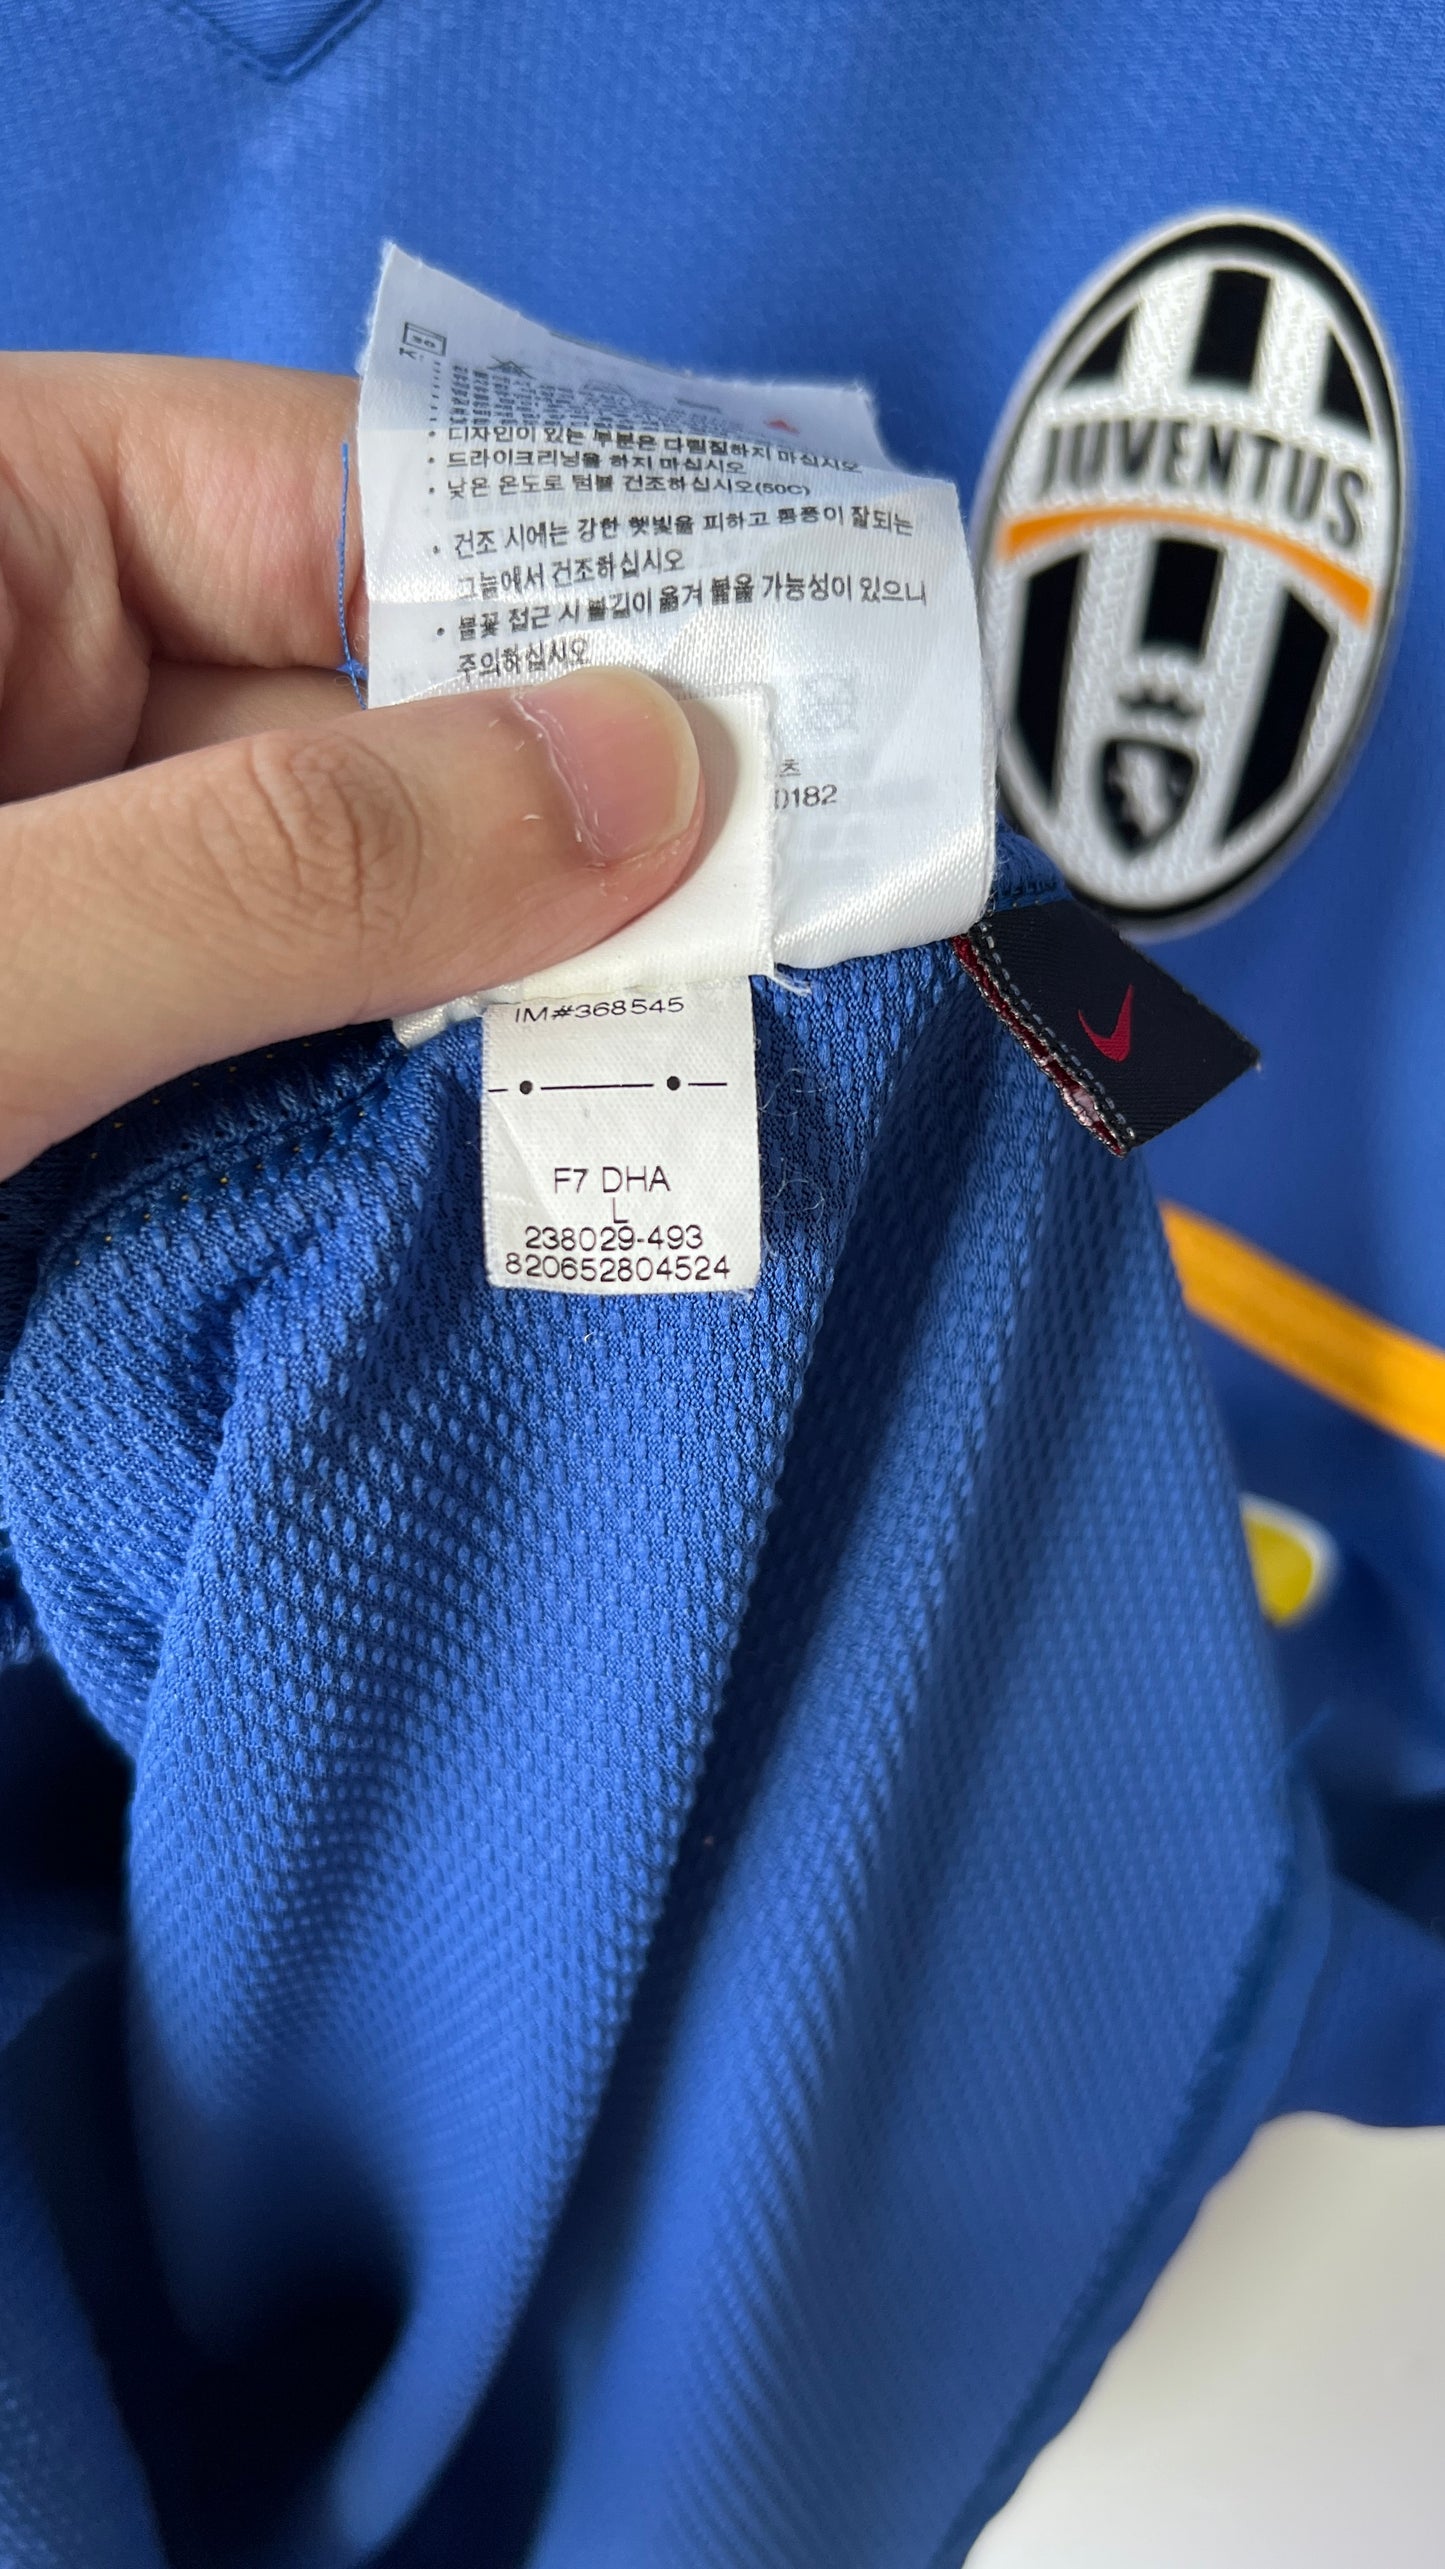 K:
• 디자인이 있는 부분은 다림질하지 마십시오
• 드라이크리닝을 하지 마십시오
• 낮은 온도로 텀블 건조하십시오(50C)
• 건조 시에는 강한 햇빛을 피하고 통풍이 잘되는
그늘에서 건조하십시오
• 불꽃 접근 시 불길이 옮겨 붙을 가능성이 있으니
주의하십시오
츠
0182
JUVENTUS
IM#368545
F7 DHA
L
238029-493
820652804524